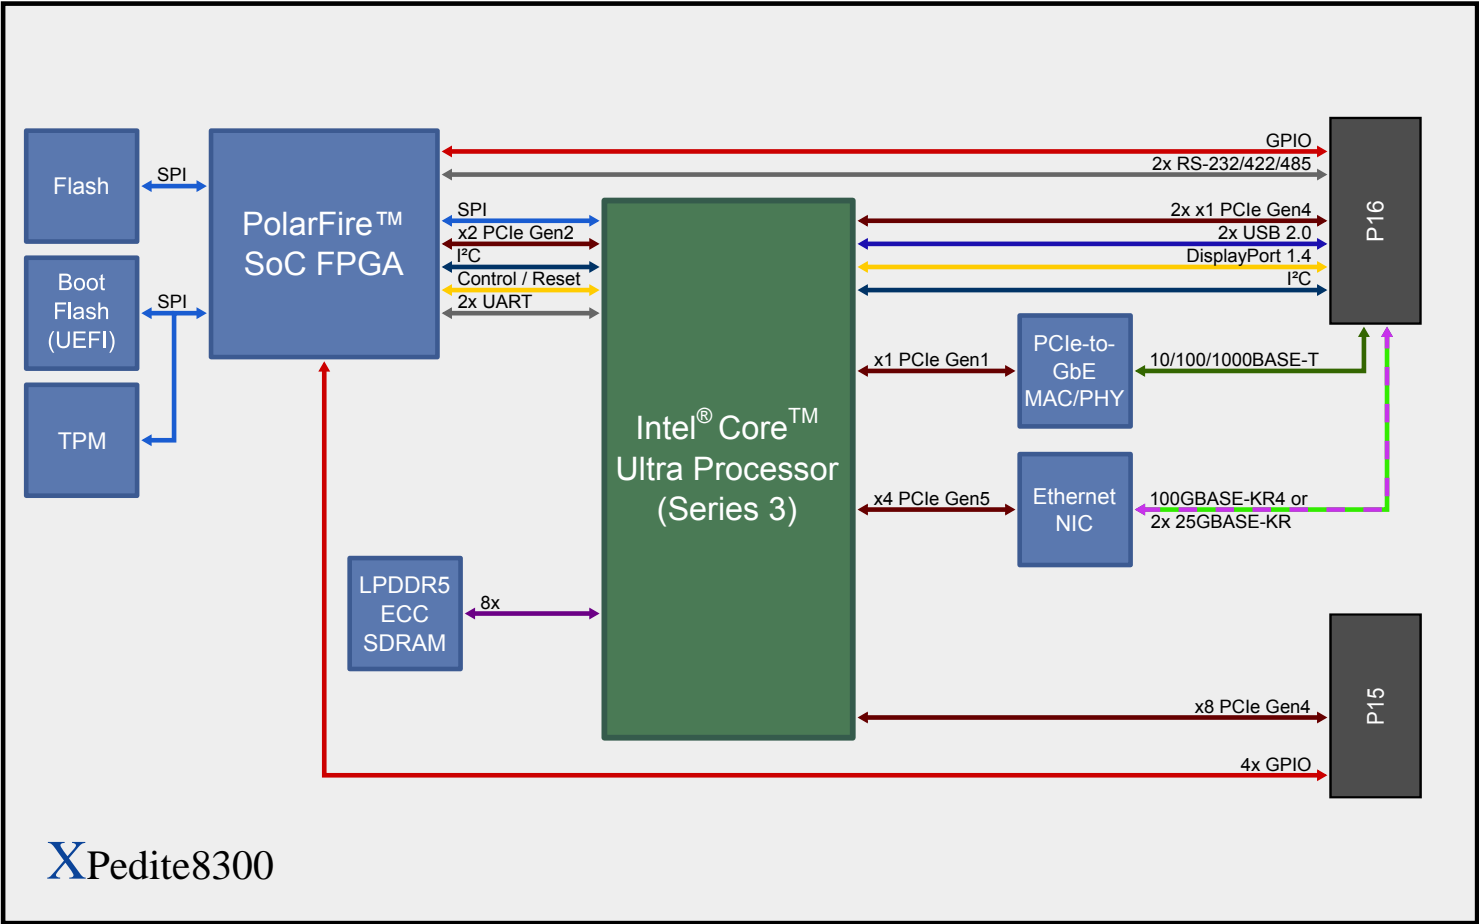 GPIO
2x RS-232/422/485
Flash
SPI
PolarFire™
SoC FPGA
SPI
x2 PCIe Gen2
I²C
Control / Reset
2x UART
2x x1 PCIe Gen4
2x USB 2.0
DisplayPort 1.4
I²C
P16
Boot
Flash
(UEFI)
SPI
TPM
Intel® Core™
Ultra Processor
(Series 3)
x1 PCIe Gen1
PCIe-to-
GbE
MAC/PHY
10/100/1000BASE-T
x4 PCIe Gen5
Ethernet
NIC
100GBASE-KR4 or
2x 25GBASE-KR
LPDDR5
ECC
SDRAM
8x
x8 PCIe Gen4
P15
4x GPIO
XPedite8300